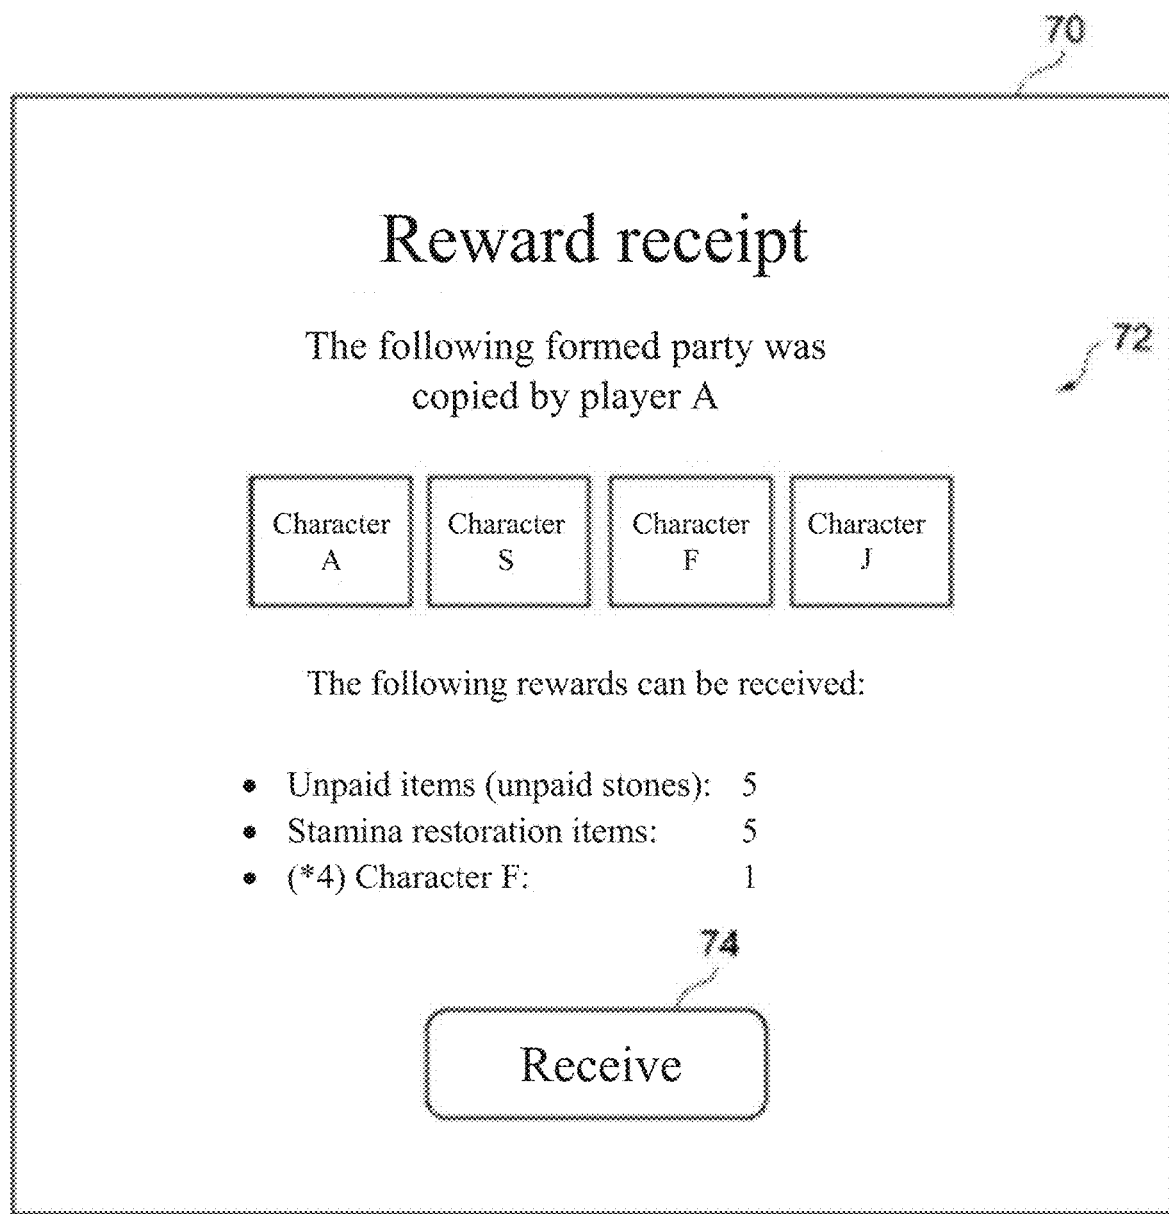 70
Reward receipt
The following formed party was
copied by player A
72
Character
A
Character
S
Character
F
Character
J
The following rewards can be received:
• Unpaid items (unpaid stones): 5
• Stamina restoration items: 5
• (*4) Character F: 1
74
Receive